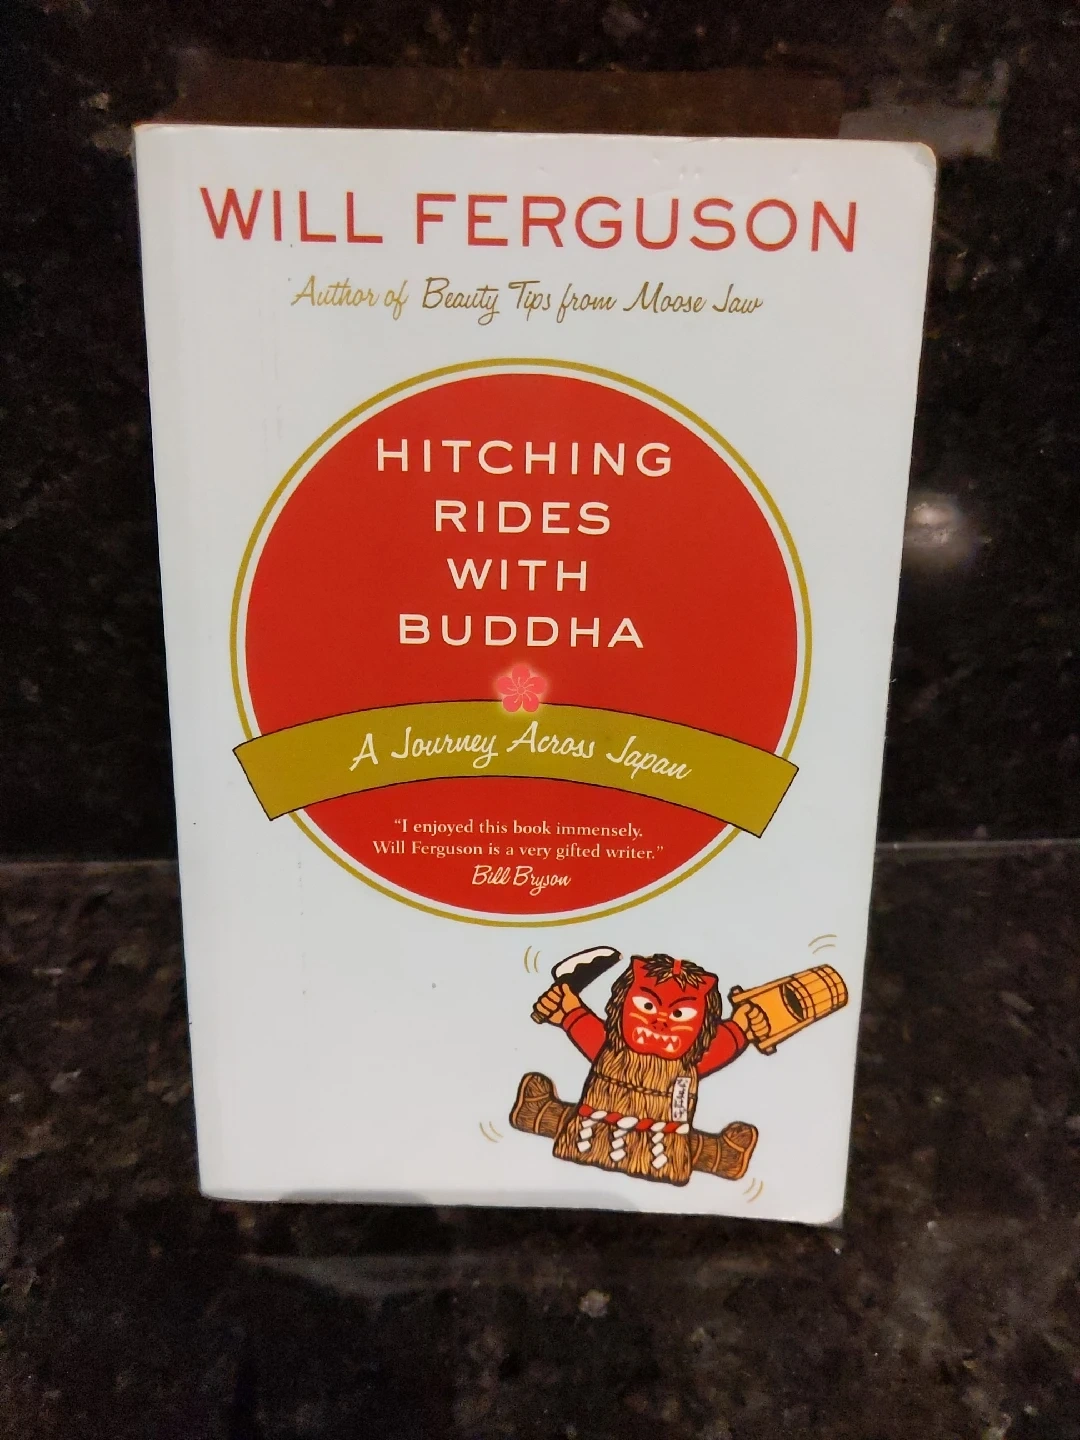 WILL FERGUSON
Author of Beauty Tips from Moose Jaw
HITCHING
RIDES
WITH
BUDDHA
A Journey Across Japan
“I enjoyed this book immensely.
Will Ferguson is a very gifted writer.”
Bill Bryson